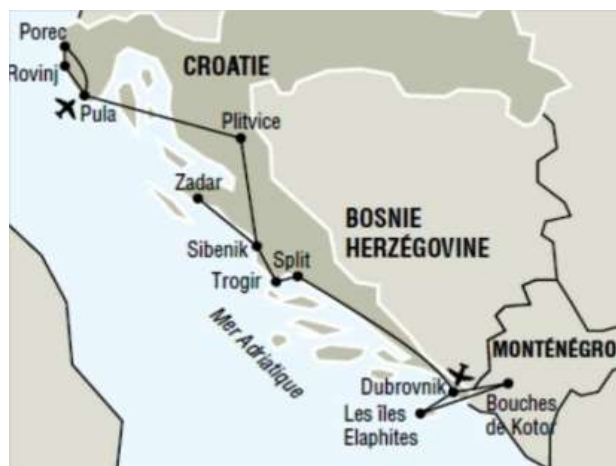 Porec
CROATIE
Rovinj
Pula
Plitvice
Zadar
BOSNIE
HERZÉGOVINE
Sibenik
Split
Trogir
Mer Adriatique
MONTÉNÉGRO
Dubrovnik
Bouches
de Kotor
Les îles
Elaphites